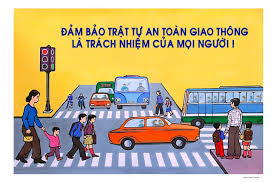 ĐẢM BẢO TRẬT TỰ AN TOÀN GIAO THÔNG
LÀ TRÁCH NHIỆM CỦA MỌI NGƯỜI !